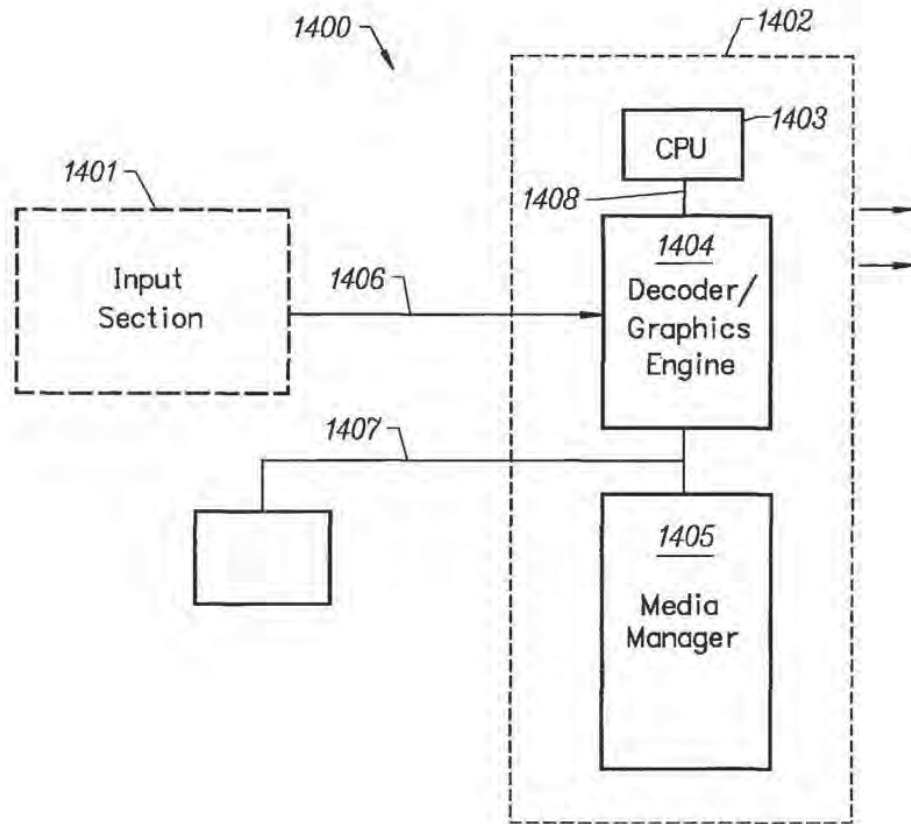 1400
1402
1403
CPU
1401
1408
1404
Input
Section
1406
Decoder/
Graphics
Engine
1407
1405
Media
Manager